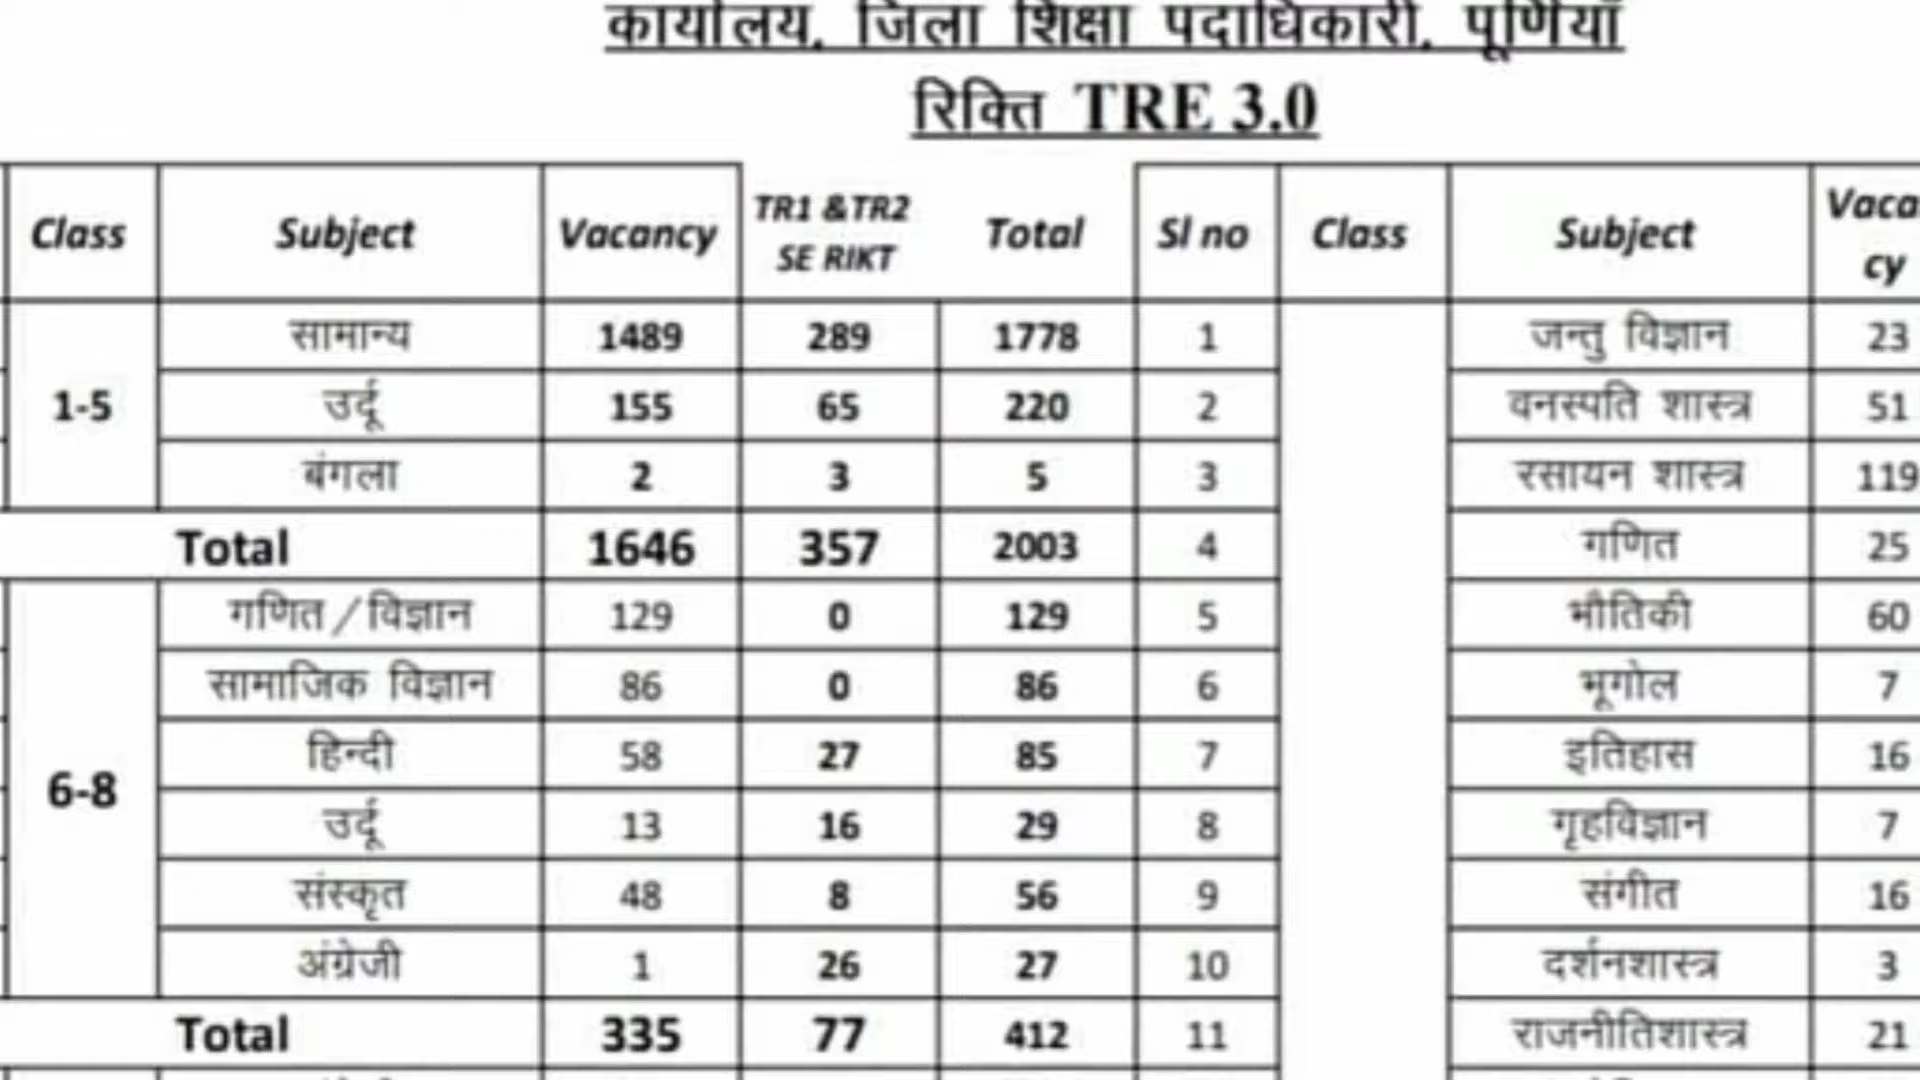 कार्यालय, जिला शिक्षा पदाधिकारी, पूर्णियाँ
रिक्ति TRE 3.0
Class Subject Vacancy TR1 &TR2 SE RIKT Total Sl no Class Subject Vaca cy
सामान्य 1489 289 1778 1 जन्तु विज्ञान 23
1-5 उर्दू 155 65 220 2 वनस्पति शास्त्र 51
बंगला 2 3 5 3 रसायन शास्त्र 119
Total 1646 357 2003 4 गणित 25
गणित/विज्ञान 129 0 129 5 भौतिकी 60
सामाजिक विज्ञान 86 0 86 6 भूगोल 7
हिन्दी 58 27 85 7 इतिहास 16
6-8 उर्दू 13 16 29 8 गृहविज्ञान 7
संस्कृत 48 8 56 9 संगीत 16
अंग्रेजी 1 26 27 10 दर्शनशास्त्र 3
Total 335 77 412 11 राजनीतिशास्त्र 21